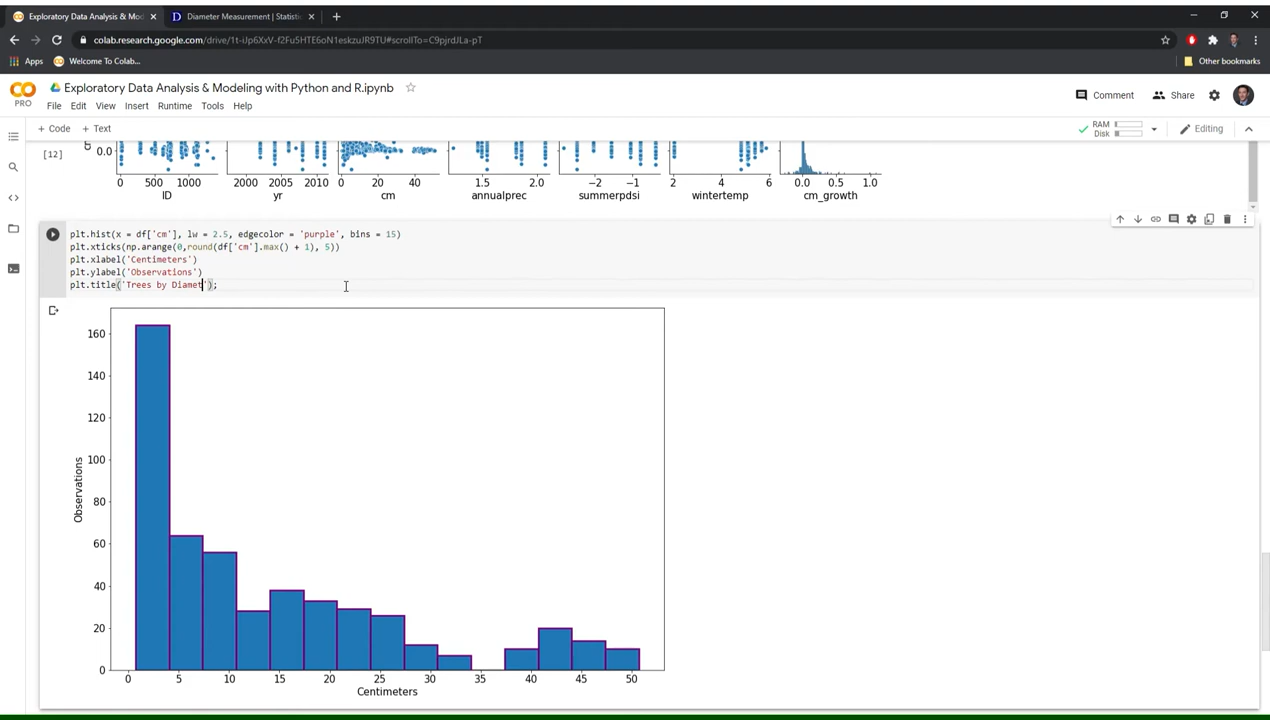 Exploratory Data Analysis & Mod
Diameter Measurement | Statisti
colab.research.google.com/drive/1t-iJp6XxV-f2Fu5HTE6oN1eskzuJR9TU#scrollTo=C9pjrdJLa-pT
Apps Welcome To Colab... Other bookmarks
CO PRO
Exploratory Data Analysis & Modeling with Python and R.ipynb
File Edit View Insert Runtime Tools Help
Comment Share
+ Code + Text
RAM
Disk
Editing
[12]
0.0
0 500 1000 2000 2005 2010 0 20 40 1.5 2.0 −2 −1 2 4 6 0.0 0.5 1.0
ID yr cm annualprec summerpdsi wintertemp cm_growth
plt.hist(x = df['cm'], lw = 2.5, edgecolor = 'purple', bins = 15)
plt.xticks(np.arange(0,round(df['cm'].max() + 1), 5))
plt.xlabel('Centimeters')
plt.ylabel('Observations')
plt.title('Trees by Diamet');
160
140
120
100
80
60
40
20
0
Observations
0 5 10 15 20 25 30 35 40 45 50
Centimeters